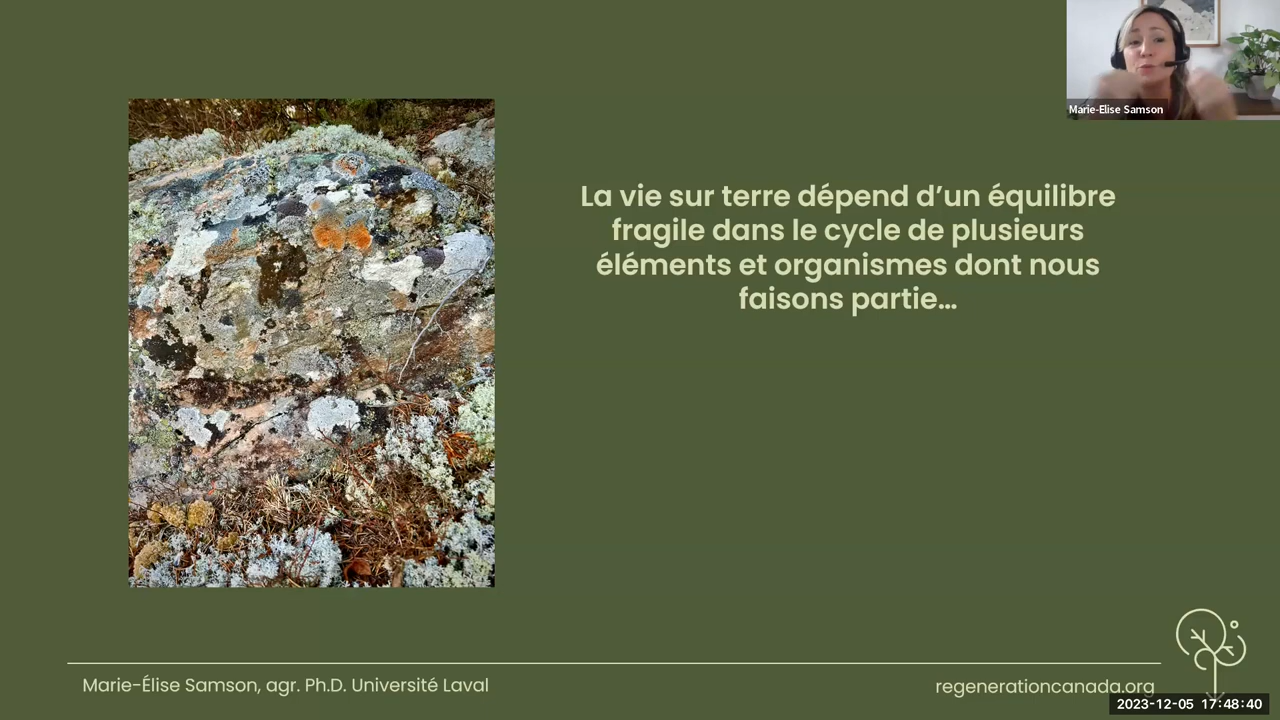 Marie-Elise Samson
La vie sur terre dépend d’un équilibre
fragile dans le cycle de plusieurs
éléments et organismes dont nous
faisons partie…
Marie-Élise Samson, agr. Ph.D. Université Laval
regenerationcanada.org
2023-12-05 17:48:40